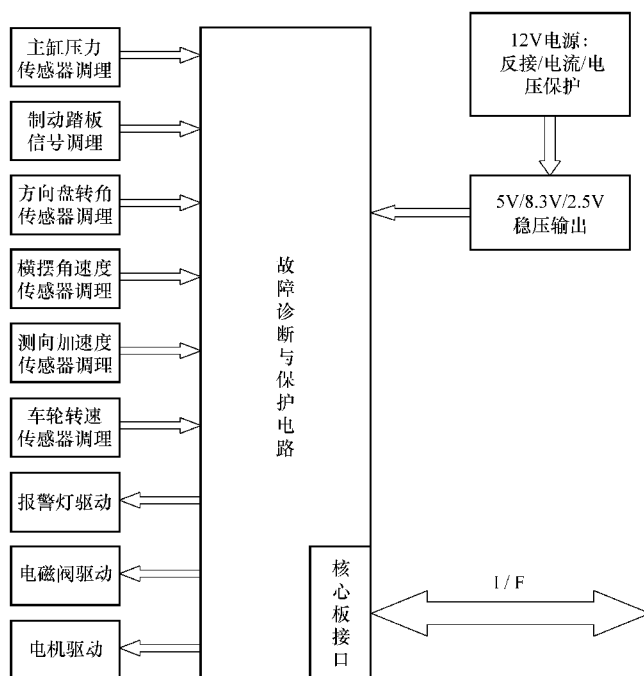 主缸压力
传感器调理
制动踏板
信号调理
方向盘转角
传感器调理
横摆角速度
传感器调理
测向加速度
传感器调理
车轮转速
传感器调理
报警灯驱动
电磁阀驱动
电机驱动
故障诊断与保护电路
核心板接口
12V电源：
反接/电流/电
压保护
5V/8.3V/2.5V
稳压输出
I / F